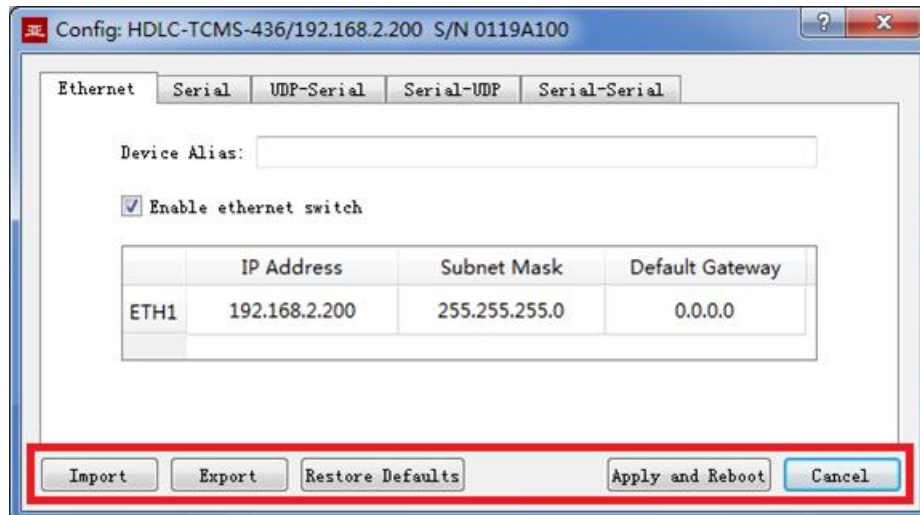 Config: HDLC-TCMS-436/192.168.2.200 S/N 0119A100
Ethernet Serial UDP-Serial Serial-UDP Serial-Serial
Device Alias:
Enable ethernet switch
IP Address Subnet Mask Default Gateway
ETH1 192.168.2.200 255.255.255.0 0.0.0.0
Import Export Restore Defaults Apply and Reboot Cancel